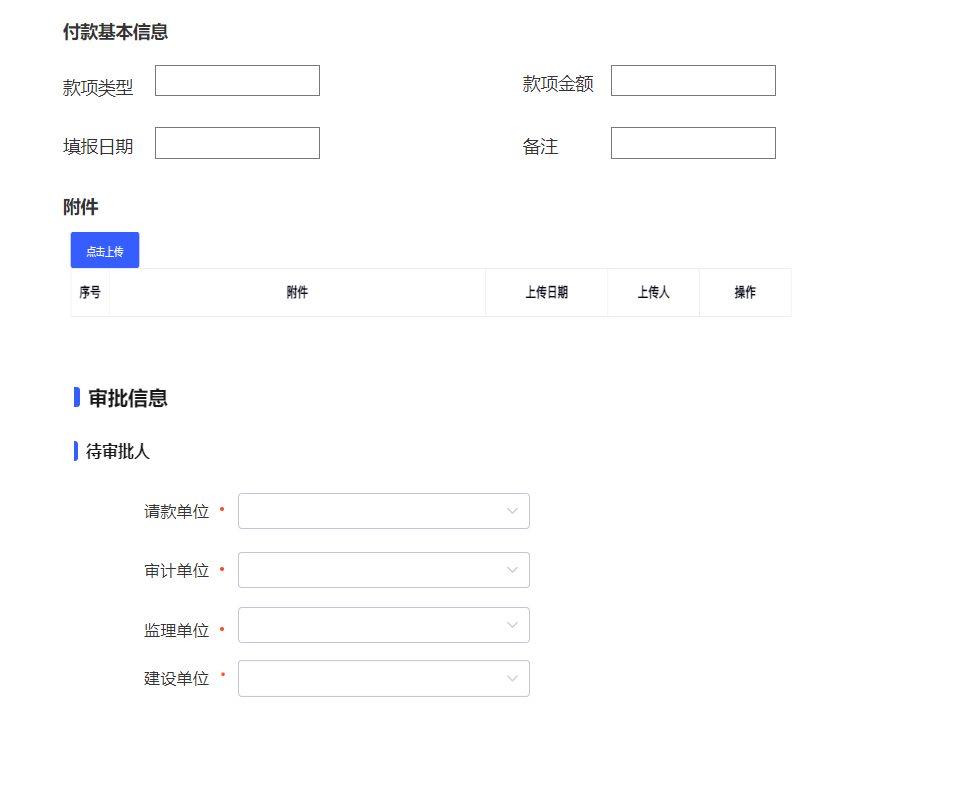 付款基本信息
款项类型 款项金额
填报日期 备注
附件
点击上传
序号 附件 上传日期 上传人 操作
审批信息
待审批人
请款单位 *
审计单位 *
监理单位 *
建设单位 *